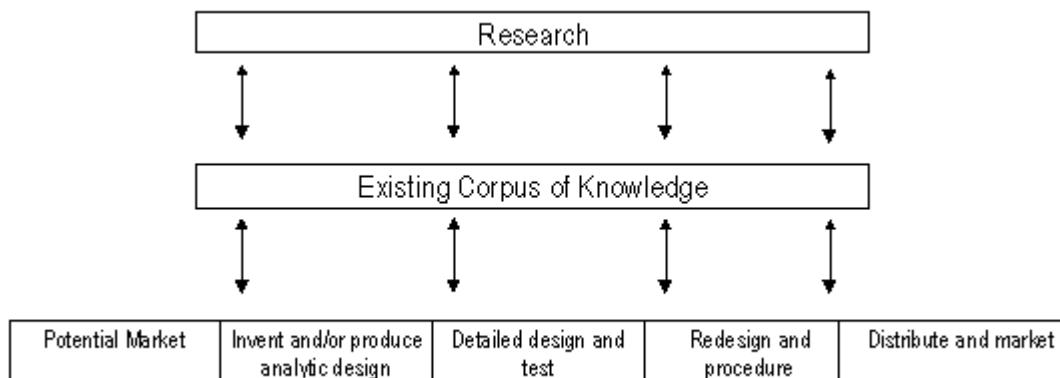 Research
Existing Corpus of Knowledge
Potential Market
Invent and/or produce
analytic design
Detailed design and
test
Redesign and
procedure
Distribute and market